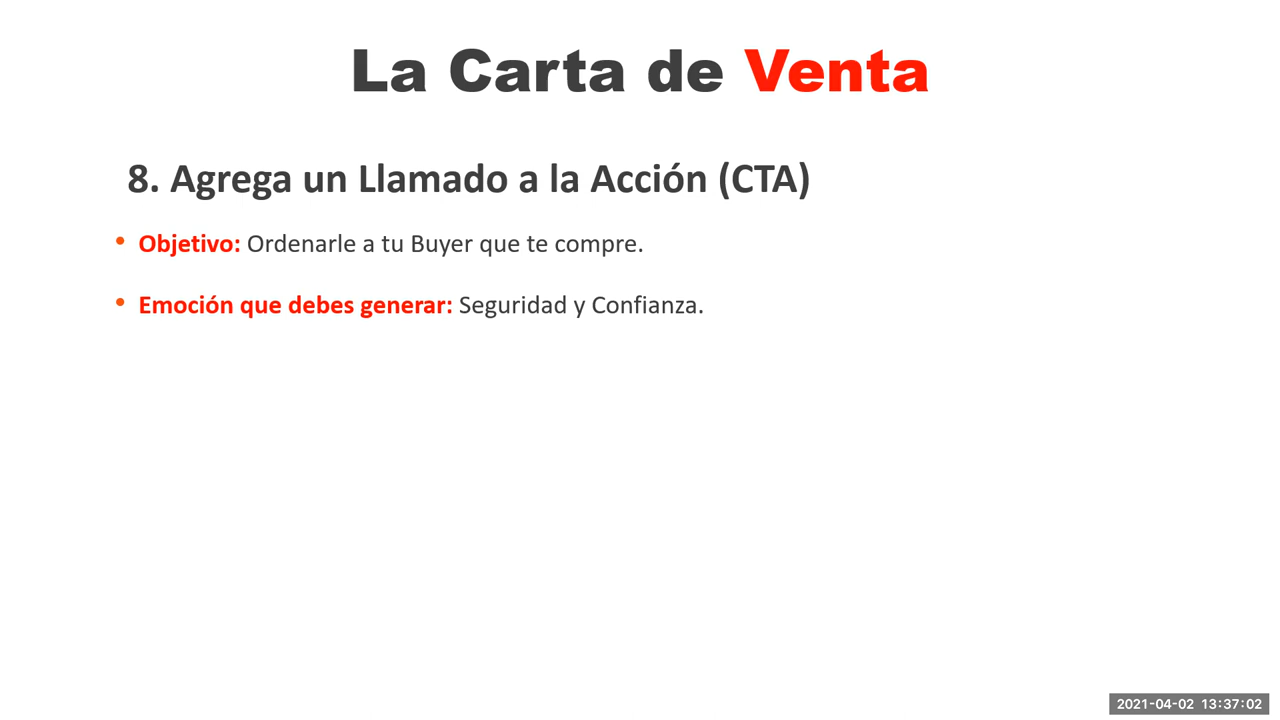 La Carta de Venta
8. Agrega un Llamado a la Acción (CTA)
• Objetivo: Ordenarle a tu Buyer que te compre.
• Emoción que debes generar: Seguridad y Confianza.
2021-04-02 13:37:02